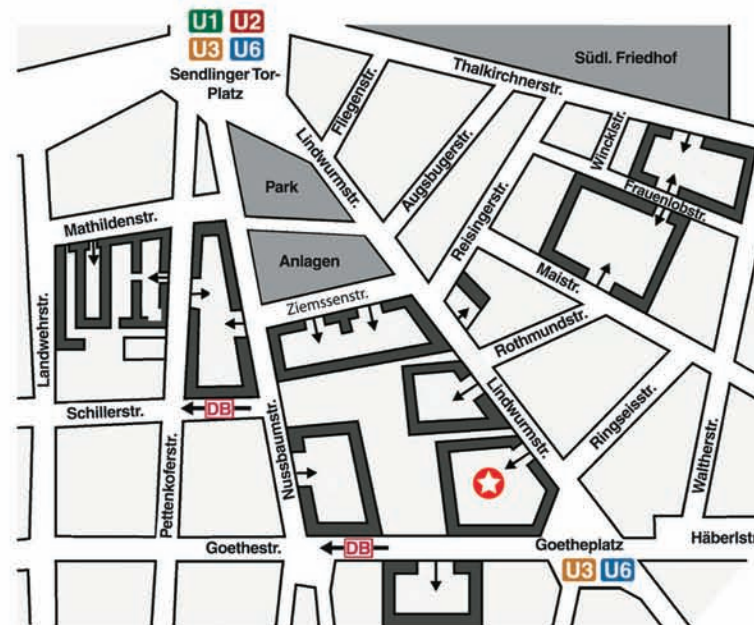 U1 U2
U3 U6
Sendlinger Tor-
Platz
Südl. Friedhof
Thalkirchnerstr.
Fliegenstr.
Lindwurmstr.
Augsbugerstr.
Wincklstr.
Frauenlobstr.
Park
Reisingerstr.
Mathildenstr.
Anlagen
Maistr.
Ziemssenstr.
Landwehrstr.
Rothmundstr.
Lindwurmstr.
Ringseisstr.
Waltherstr.
Schillerstr.
DB
Nussbaumstr.
Pettenkoferstr.
Goethestr.
DB
Goetheplatz
Häberlstr
U3 U6